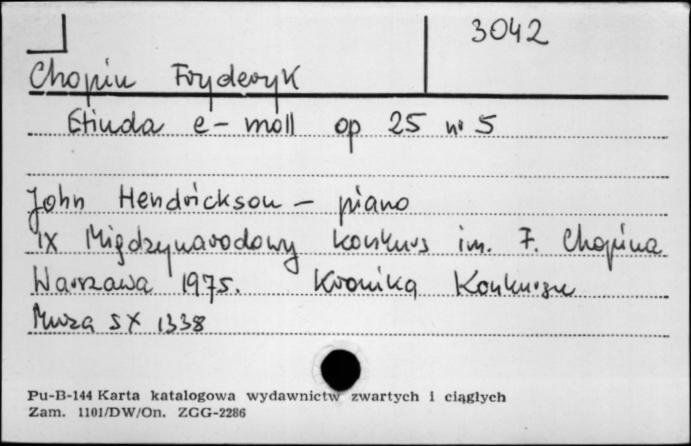 3042
Chopin Fryderyk
Etiuda e-moll op 25 nr 5
John Hendrickson - piano
IX Międzynarodowy konkurs im. F. Chopina
Warszawa 1975. Kronika Konkursu
Muza SX 1338
Pu-B-144 Karta katalogowa wydawnictw zwartych i ciągłych
Zam. 1101/DW/On. ZGG-2286